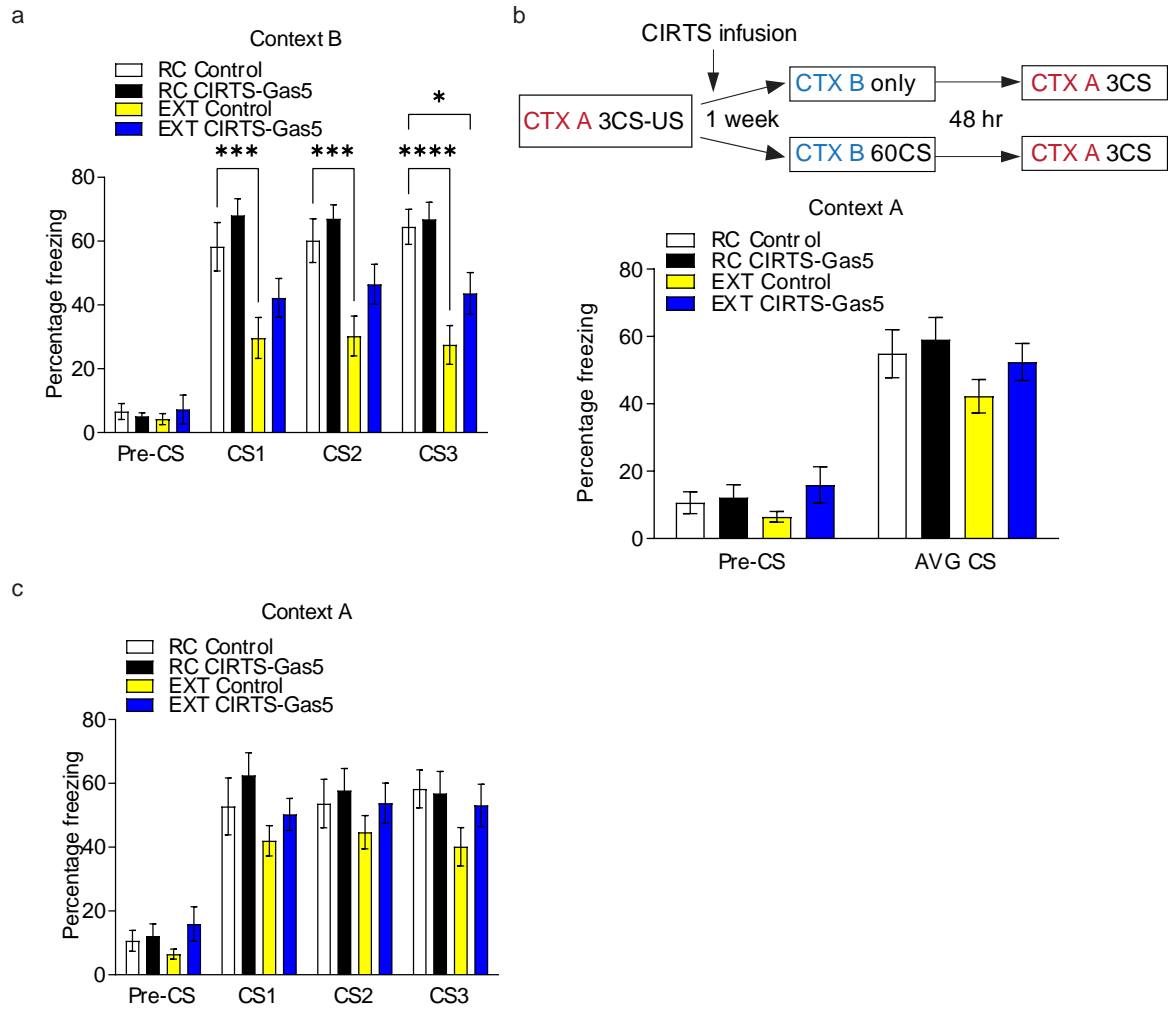 a
Context B
RC Control
RC CIRTS-Gas5
EXT Control
EXT CIRTS-Gas5
*
*** *** ****
Percentage freezing
80
60
40
20
0
Pre-CS CS1 CS2 CS3
b
CIRTS infusion
CTX A 3CS-US
1 week
CTX B only
CTX B 60CS
48 hr
CTX A 3CS
CTX A 3CS
Context A
RC Control
RC CIRTS-Gas5
EXT Control
EXT CIRTS-Gas5
Percentage freezing
80
60
40
20
0
Pre-CS AVG CS
c
Context A
RC Control
RC CIRTS-Gas5
EXT Control
EXT CIRTS-Gas5
Percentage freezing
80
60
40
20
0
Pre-CS CS1 CS2 CS3